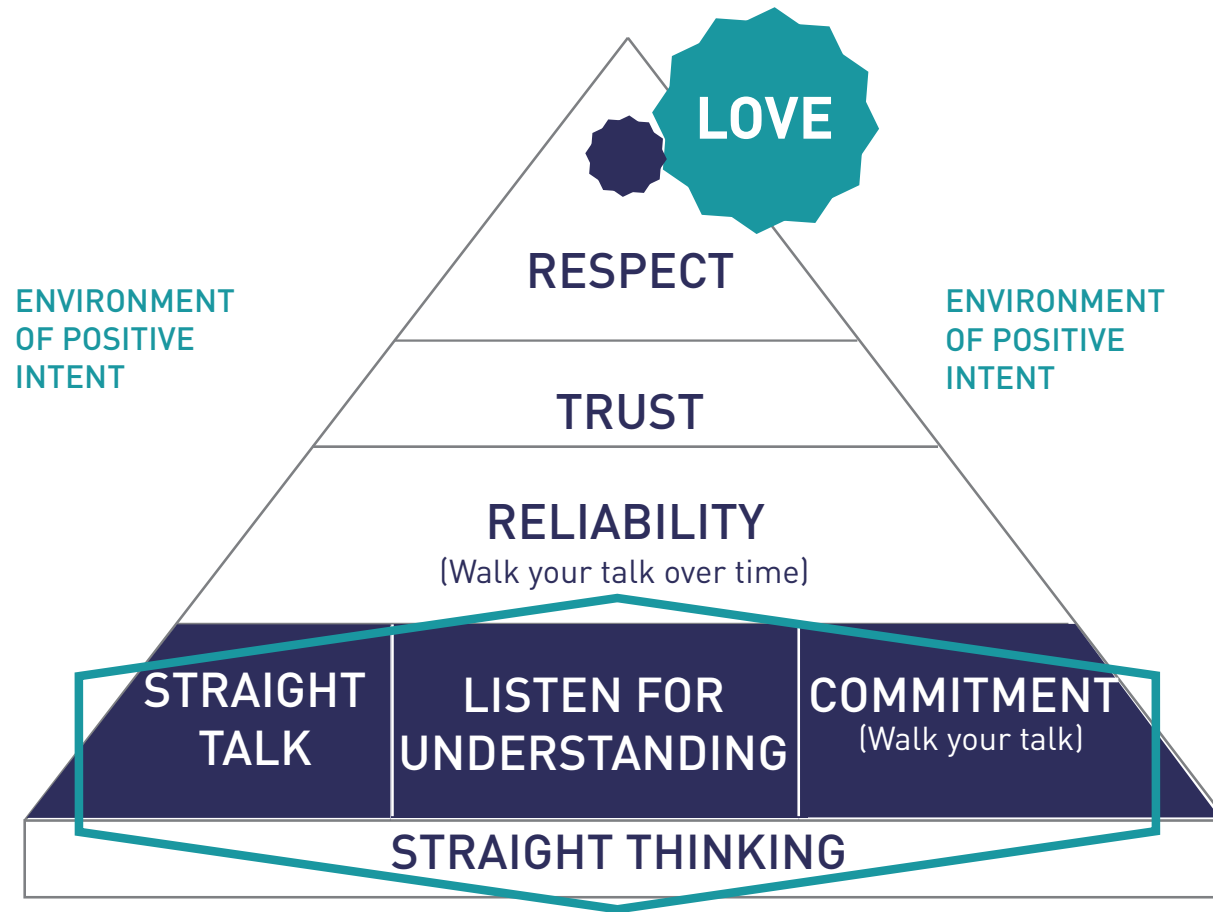 LOVE
RESPECT
ENVIRONMENT
OF POSITIVE
INTENT
ENVIRONMENT
OF POSITIVE
INTENT
TRUST
RELIABILITY
(Walk your talk over time)
STRAIGHT
TALK
LISTEN FOR
UNDERSTANDING
COMMITMENT
(Walk your talk)
STRAIGHT THINKING